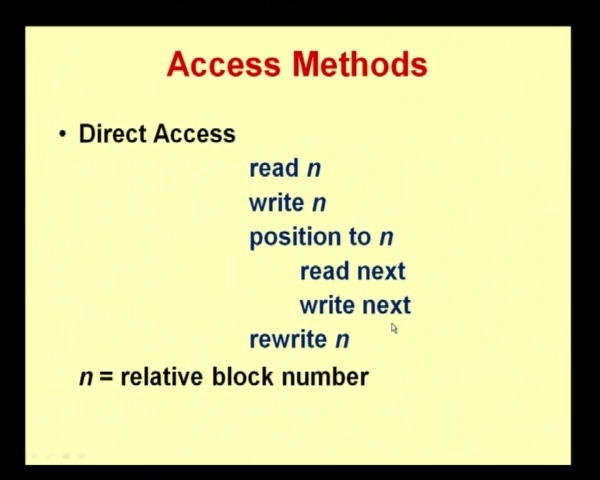 Access Methods
• Direct Access
read n
write n
position to n
read next
write next
rewrite n
n = relative block number